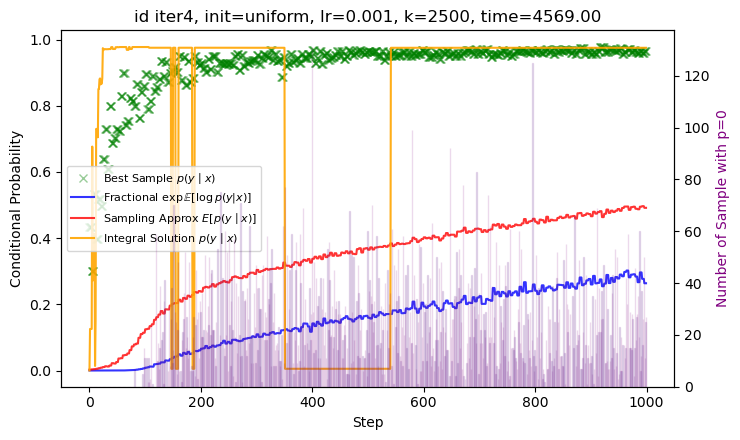 id iter4, init=uniform, lr=0.001, k=2500, time=4569.00
Conditional Probability
1.0
0.8
0.6
0.4
0.2
0.0
Best Sample p(y | x)
Fractional exp 𝔼[log p(y|x)]
Sampling Approx E[p(y | x)]
Integral Solution p(y | x)
120
100
80
60
40
20
0
Number of Sample with p=0
0 200 400 600 800 1000
Step